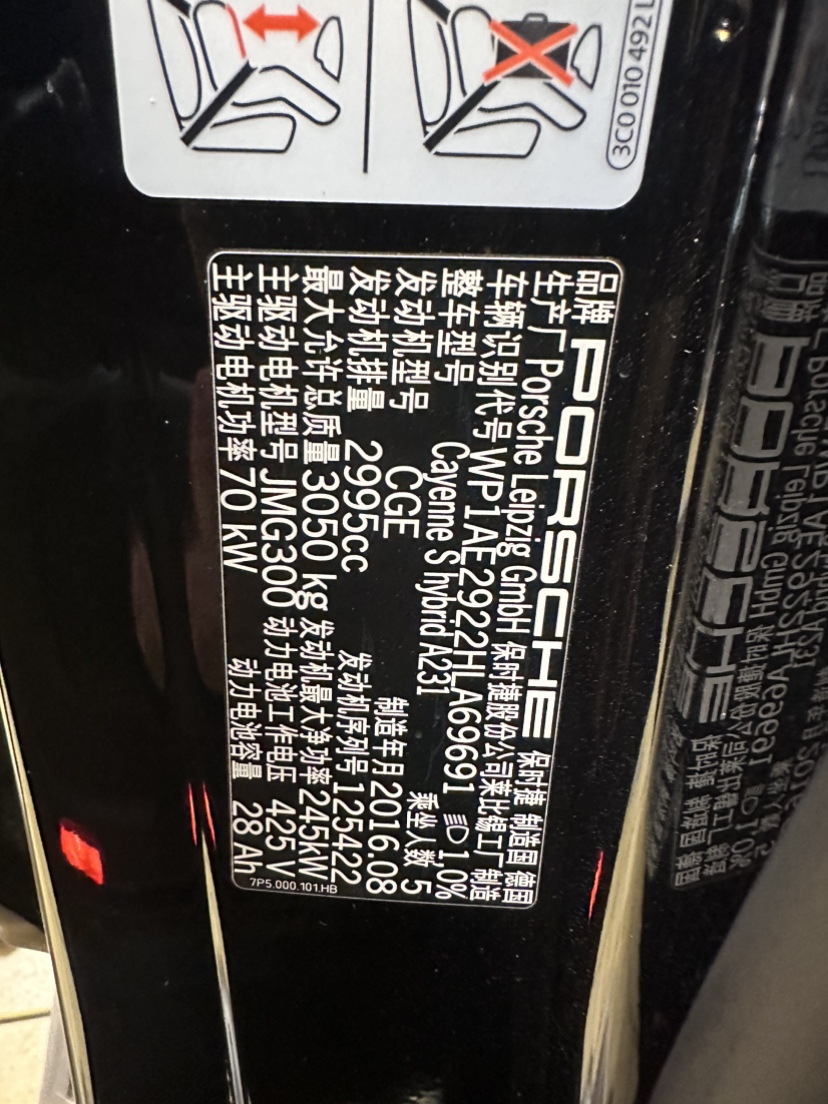 3C0 010 492
品牌 PORSCHE 保时捷 制造国 德国
生产厂 Porsche Leipzig GmbH 保时捷股份公司莱比锡工厂 制造
车辆识别代号 WP1AE2922HLA69691 1.0%
整车型号 Cayenne S hybrid A231 乘坐人数 5
发动机型号 CGE 制造年月 2016.08
发动机排量 2995cc 发动机序列号 125422
最大允许总质量 3050 kg 发动机最大净功率 245kW
主驱动电机型号 JMG300 动力电池工作电压 425 V
主驱动电机功率 70 kW 动力电池容量 28 Ah
7P5.000.101.HB